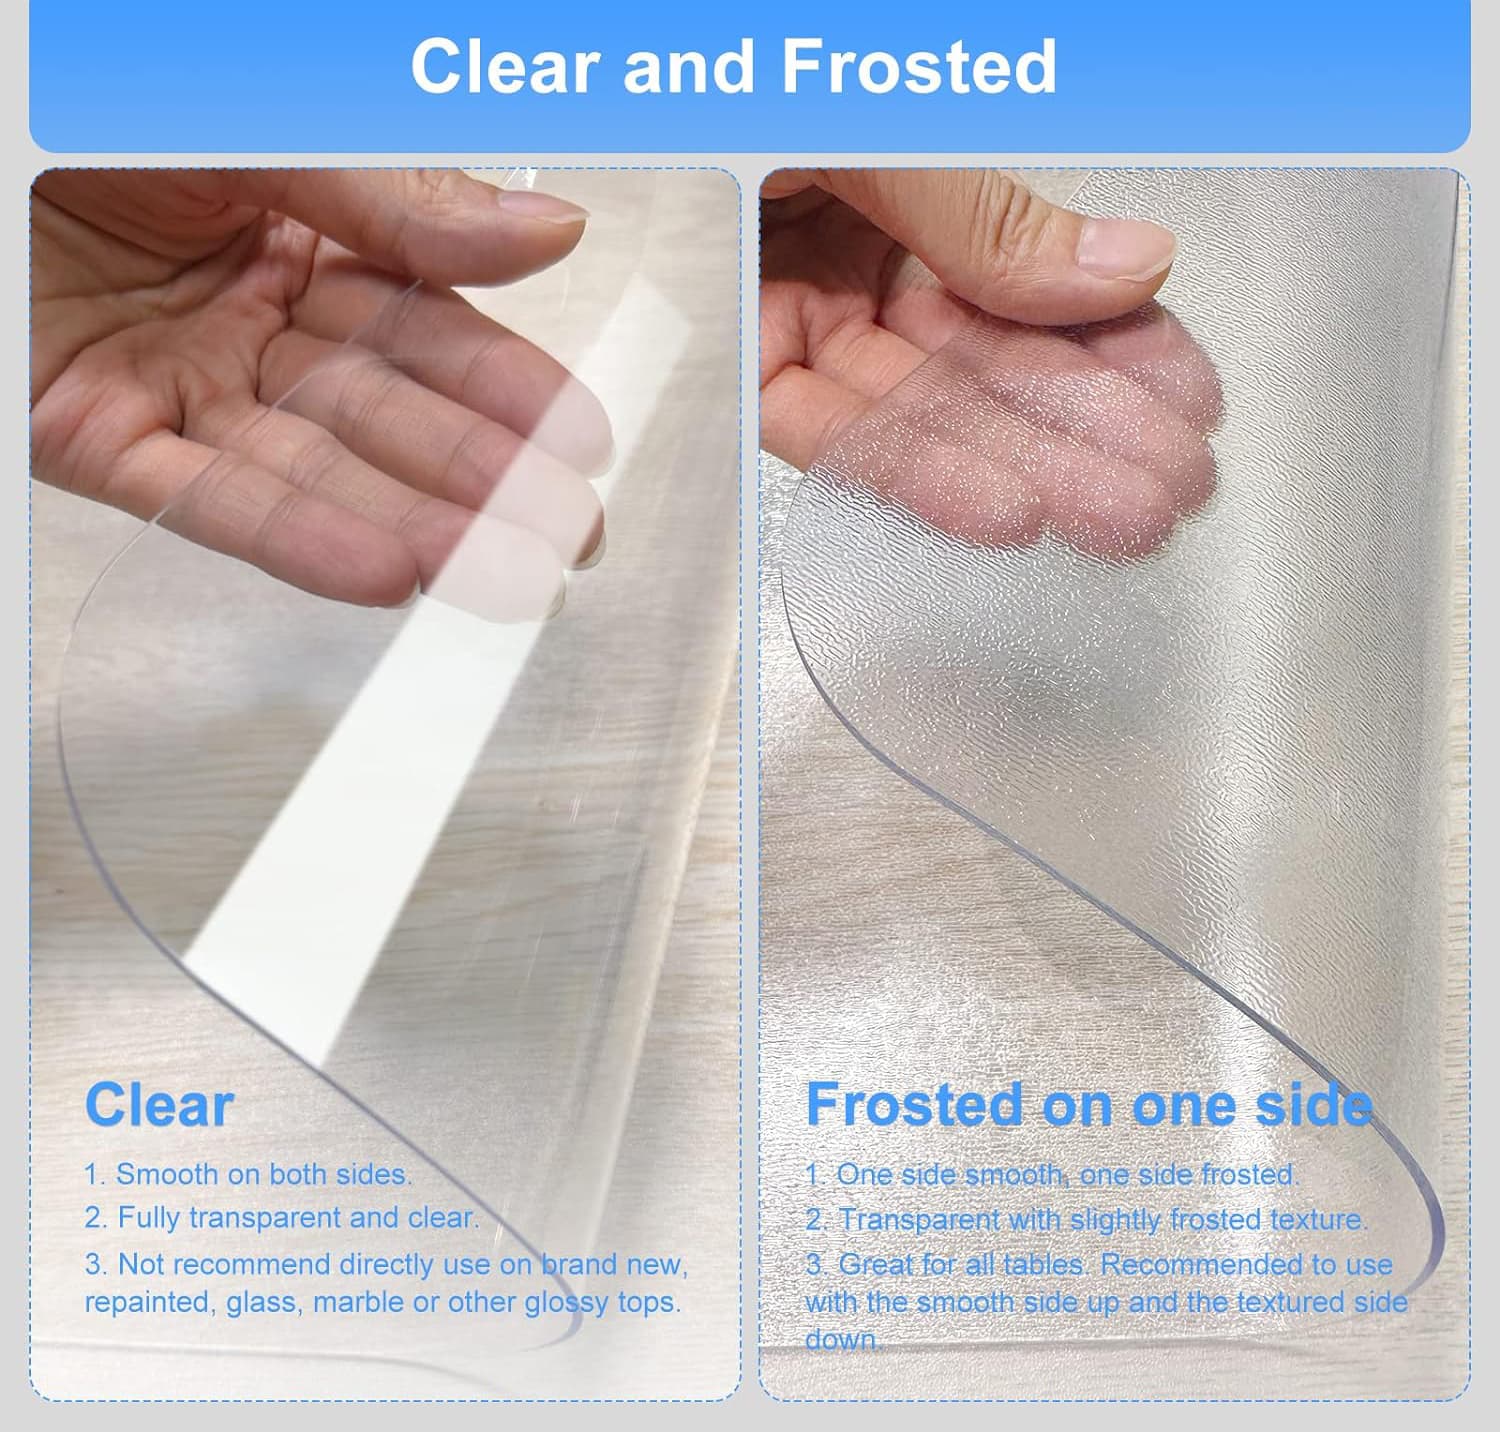 Clear and Frosted
Clear
1. Smooth on both sides.
2. Fully transparent and clear.
3. Not recommend directly use on brand new,
repainted, glass, marble or other glossy tops.
Frosted on one side
1. One side smooth, one side frosted.
2. Transparent with slightly frosted texture.
3. Great for all tables. Recommended to use
with the smooth side up and the textured side
down.